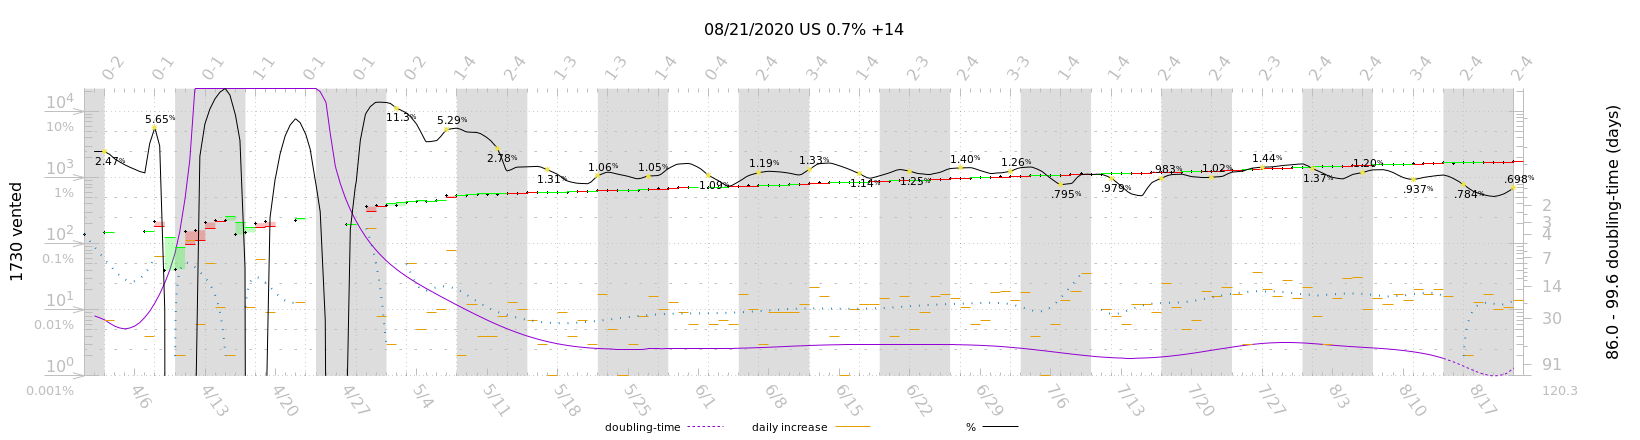 08/21/2020 US 0.7% +14
0-2 0-1 0-1 1-1 0-1 0-1 0-2 1-4 2-4 1-3 1-3 1-4 0-4 2-4 3-4 1-4 2-3 2-4 3-3 1-4 1-4 2-4 2-4 2-4 2-4 2-4 3-4 2-4 2-4
10⁴
10%
10³
1%
10²
0.1%
10¹
0.01%
10⁰
0.001%
1730 vented
2.47% 5.65% 11.3% 5.29% 2.78% 1.31% 1.06% 1.05% 1.09% 1.19% 1.33% 1.14% 1.25% 1.40% 1.26% .795% .979% .983% 1.02% 1.44% 1.37% 1.20% .937% .784% .698%
2
3
4
7
14
30
91
120.3
86.0 - 99.6 doubling-time (days)
4/6 4/13 4/20 4/27 5/4 5/11 5/18 5/25 6/1 6/8 6/15 6/22 6/29 7/6 7/13 7/20 7/27 8/3 8/10 8/17
doubling-time daily increase %